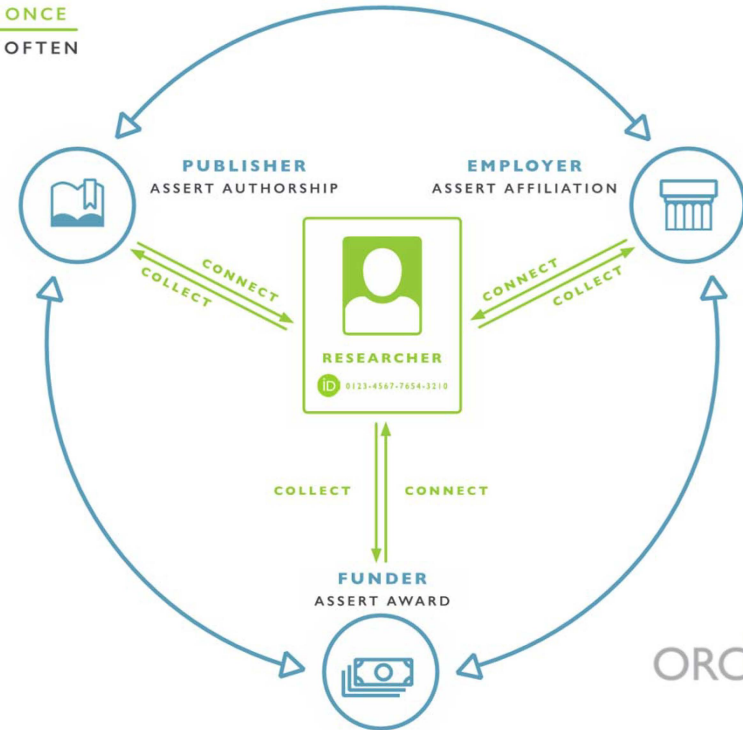 ONCE
OFTEN
PUBLISHER
ASSERT AUTHORSHIP
EMPLOYER
ASSERT AFFILIATION
CONNECT
COLLECT
CONNECT
COLLECT
RESEARCHER
iD 0123-4567-7654-3210
COLLECT
CONNECT
FUNDER
ASSERT AWARD
ORC